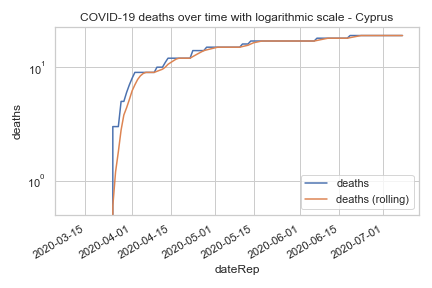 COVID-19 deaths over time with logarithmic scale - Cyprus
10¹
10⁰
deaths
deaths
deaths (rolling)
2020-03-15
2020-04-01
2020-04-15
2020-05-01
2020-05-15
2020-06-01
2020-06-15
2020-07-01
dateRep